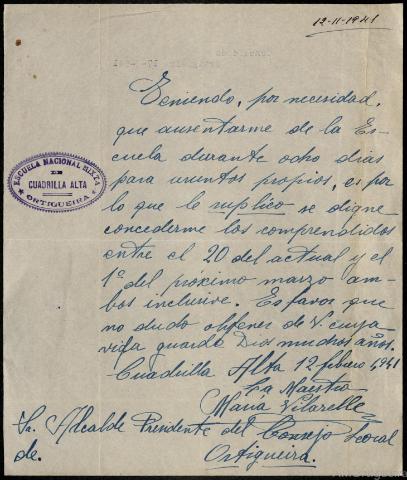 12-II-1941
ESCUELA NACIONAL MIXTA
DE
CUADRILLA ALTA
ORTIGUEIRA
Teniendo, por necesidad,
que ausentarme de la Es-
cuela durante ocho dias
para asuntos propios, es por
lo que le suplico se digne
concederme los comprendidos
entre el 20 del actual y el
1º del próximo marzo am-
bos inclusive. Es favor que
no dudo obtener de V. cuya
vida guarde Dios muchos años.
Cuadrilla Alta 12 febrero 1941
La Maestra
María Vilarelle
Sr. Alcalde Presidente del Consejo Local
de.
Ortigueira.